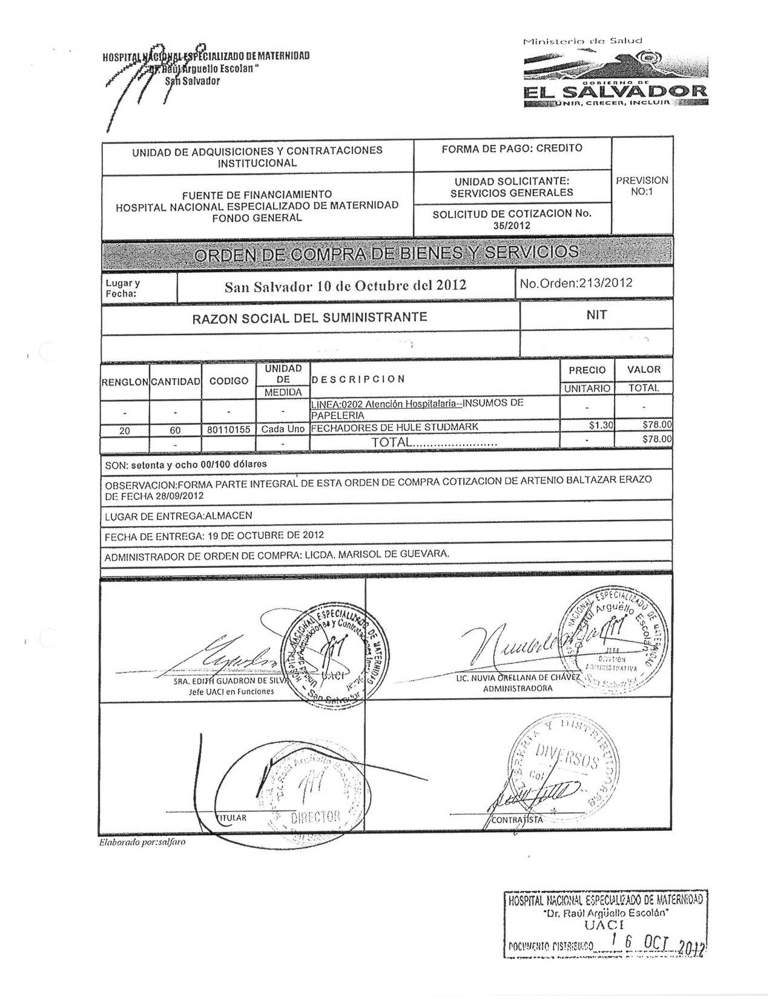 HOSPITAL NACIONAL ESPECIALIZADO DE MATERNIDAD
"Dr. Raúl Arguello Escolan"
San Salvador
Ministerio de Salud
GOBIERNO DE
EL SALVADOR
UNIR, CRECER, INCLUIR
UNIDAD DE ADQUISICIONES Y CONTRATACIONES
INSTITUCIONAL
FORMA DE PAGO: CREDITO
PREVISION
NO:1
FUENTE DE FINANCIAMIENTO
HOSPITAL NACIONAL ESPECIALIZADO DE MATERNIDAD
FONDO GENERAL
UNIDAD SOLICITANTE:
SERVICIOS GENERALES
SOLICITUD DE COTIZACION No.
35/2012
ORDEN DE COMPRA DE BIENES Y SERVICIOS
Lugar y
Fecha:
San Salvador 10 de Octubre del 2012
No.Orden:213/2012
RAZON SOCIAL DEL SUMINISTRANTE
NIT
RENGLON CANTIDAD CODIGO UNIDAD DE MEDIDA DESCRIPCION PRECIO UNITARIO VALOR TOTAL
- - - - LINEA:0202 Atención Hospitalaria--INSUMOS DE
PAPELERIA - -
20 60 80110155 Cada Uno FECHADORES DE HULE STUDMARK $1.30 $78.00
- - TOTAL........................ - $78.00
SON: setenta y ocho 00/100 dólares
OBSERVACION:FORMA PARTE INTEGRAL DE ESTA ORDEN DE COMPRA COTIZACION DE ARTENIO BALTAZAR ERAZO
DE FECHA 28/09/2012
LUGAR DE ENTREGA:ALMACEN
FECHA DE ENTREGA: 19 DE OCTUBRE DE 2012
ADMINISTRADOR DE ORDEN DE COMPRA: LICDA. MARISOL DE GUEVARA.
HOSPITAL NACIONAL ESPECIALIZADO DE MATERNIDAD
Unidad de Adquisiciones y Contrataciones
UACI
San Salvador
SRA. EDITH GUADRON DE SILVA
Jefe UACI en Funciones
NACIONAL ESPECIALIZADO DE MATERNIDAD
Dr. Raúl Arguëllo Escolán
JEFE
DIVISIÓN
ADMINISTRATIVA
San Salvador
LIC. NUVIA ORELLANA DE CHÁVEZ
ADMINISTRADORA
"Dr. Raúl Argüello
DIRECTOR
TITULAR
LIBRERIA Y DISTRIBUIDORES
DIVERSOS
Col
CONTRATISTA
Elaborado por:salfaro
HOSPITAL NACIONAL ESPECIALIZADO DE MATERNIDAD
"Dr. Raúl Argüello Escolán"
UACI
DOCUMENTO DISTRIBUIDO 16 OCT 2012